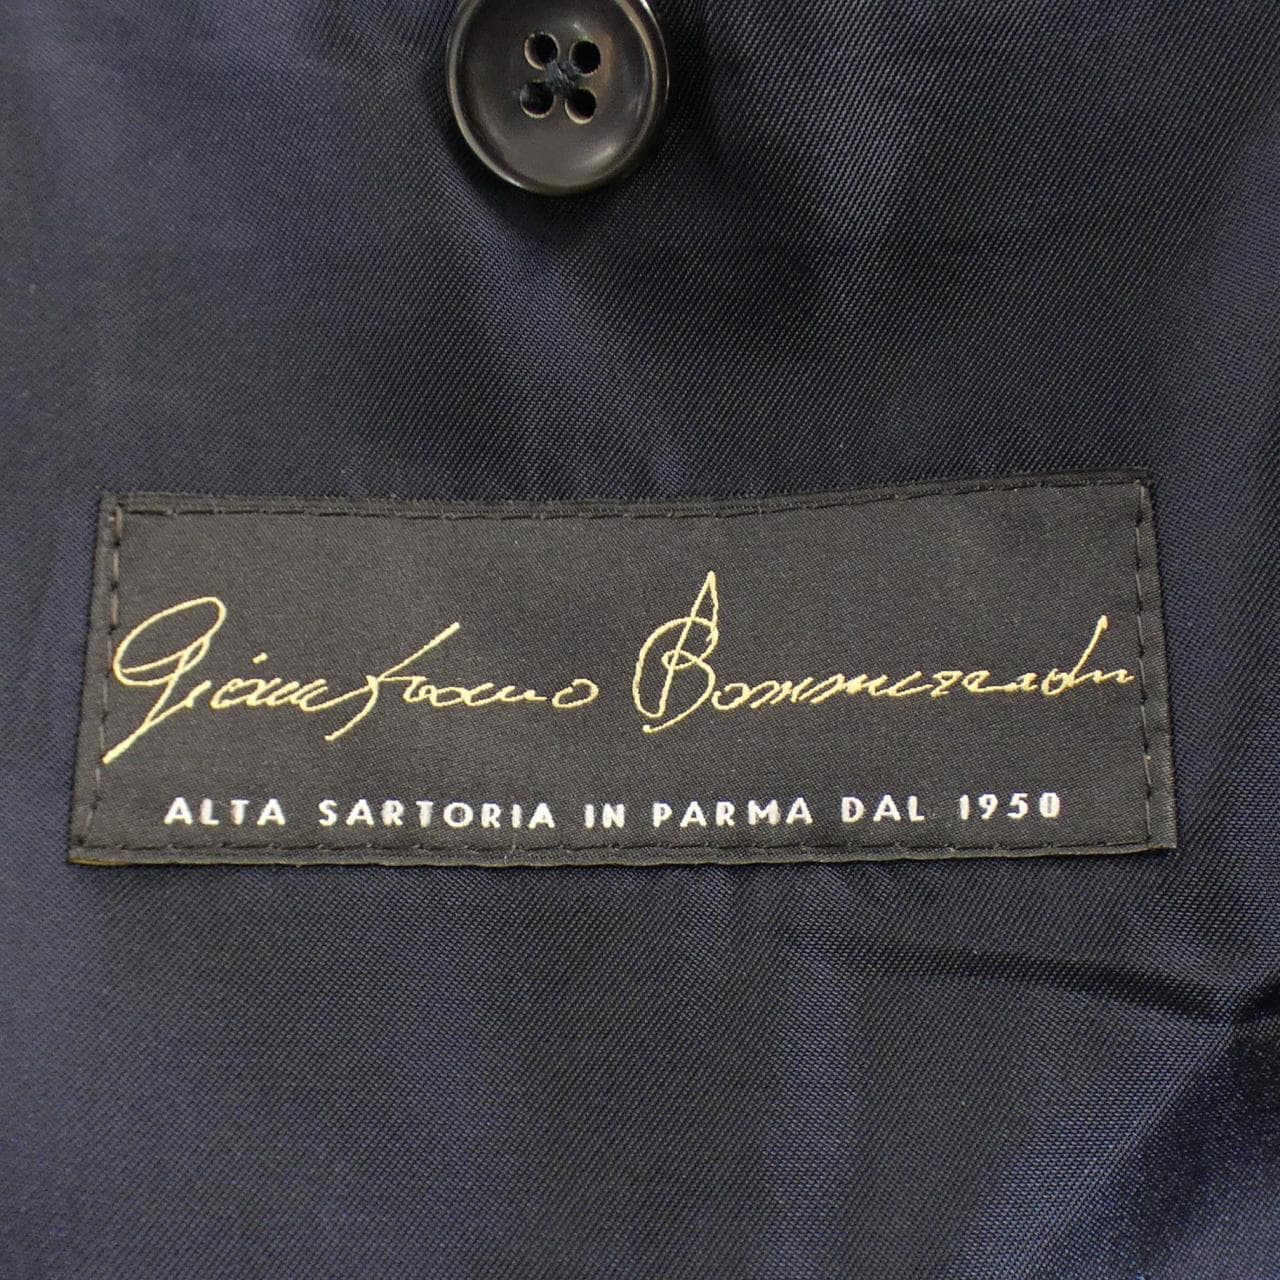 Gianfranco Bommezzadri
ALTA SARTORIA IN PARMA DAL 1950